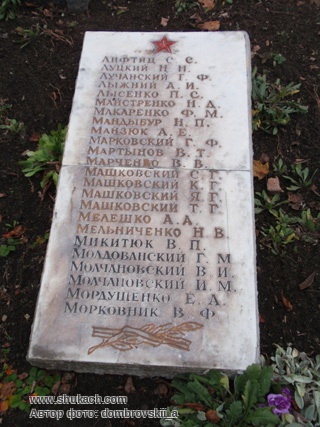 ЛИФТИЦ С. С.
ЛУЦКИЙ Н. Н.
ЛУЧАНСКИЙ Г. Ф.
ЛЫЖНИЙ А. И.
ЛЫСЕНКО П. С.
МАЙСТРЕНКО Н. Д.
МАКАРЕНКО Ф. М.
МАНДЫБУР Н. П.
МАНЗЮК А. Е.
МАРКОВСКИЙ Г. Ф.
МАРТЫНОВ В. Т.
МАРЧЕНКО В. В.
МАШКОВСКИЙ С. Г.
МАШКОВСКИЙ К. Г.
МАШКОВСКИЙ Я. Г.
МАШКОВСКИЙ Т. Г.
МЕЛЕШКО А. А.
МЕЛЬНИЧЕНКО Н. В.
МИКИТЮК В. П.
МОЛДОВАНСКИЙ Г. М.
МОЛЧАНОВСКИЙ В. И.
МОЛЧАНОВСКИЙ И. М.
МОРДУЩЕНКО Е. А.
МОРКОВНИК В. Ф.
www.shukach.com
Автор фото: dombrovskii_a